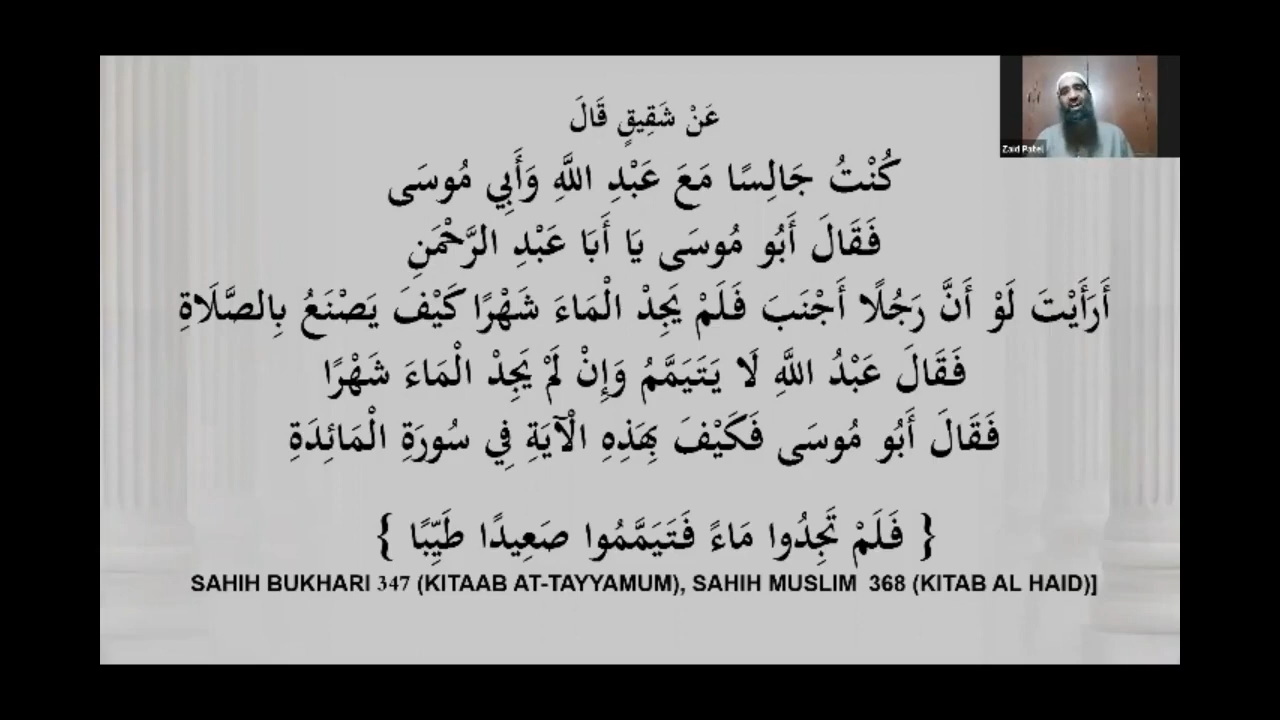 عَنْ شَقِيقٍ قَالَ
كُنْتُ جَالِسًا مَعَ عَبْدِ اللَّهِ وَأَبِي مُوسَى
فَقَالَ أَبُو مُوسَى يَا أَبَا عَبْدِ الرَّحْمَنِ
أَرَأَيْتَ لَوْ أَنَّ رَجُلًا أَجْنَبَ فَلَمْ يَجِدْ الْمَاءَ شَهْرًا كَيْفَ يَصْنَعُ بِالصَّلَاةِ
فَقَالَ عَبْدُ اللَّهِ لَا يَتَيَمَّمُ وَإِنْ لَمْ يَجِدْ الْمَاءَ شَهْرًا
فَقَالَ أَبُو مُوسَى فَكَيْفَ بِهَذِهِ الْآيَةِ فِي سُورَةِ الْمَائِدَةِ
{ فَلَمْ تَجِدُوا مَاءً فَتَيَمَّمُوا صَعِيدًا طَيِّبًا }
SAHIH BUKHARI 347 (KITAAB AT-TAYYAMUM), SAHIH MUSLIM 368 (KITAB AL HAID)]
Zaid Patel